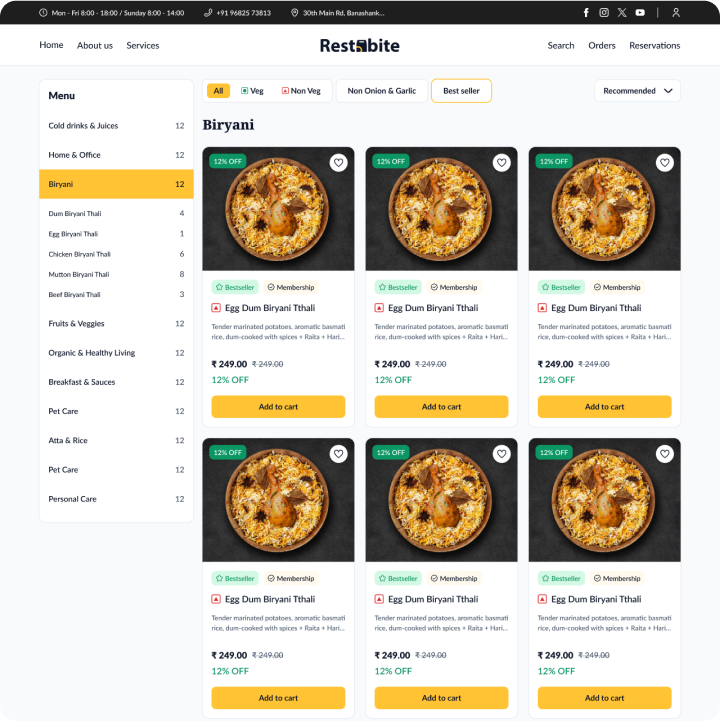 Mon - Fri 8:00 - 18:00 / Sunday 8:00 - 14:00
+91 96825 73813
30th Main Rd, Banashank...
Home
About us
Services
Restobite
Search
Orders
Reservations
Menu
Cold drinks & Juices 12
Home & Office 12
Biryani 12
Dum Biryani Thali 4
Egg Biryani Thali 1
Chicken Biryani Thali 6
Mutton Biryani Thali 8
Beef Biryani Thali 3
Fruits & Veggies 12
Organic & Healthy Living 12
Breakfast & Sauces 12
Pet Care 12
Atta & Rice 12
Pet Care 12
Personal Care 12
All
Veg
Non Veg
Non Onion & Garlic
Best seller
Recommended
Biryani
12% OFF
Bestseller
Membership
Egg Dum Biryani Tthali
Tender marinated potatoes, aromatic basmati
rice, dum-cooked with spices + Raita + Hari...
₹ 249.00 ₹ 249.00
12% OFF
Add to cart
12% OFF
Bestseller
Membership
Egg Dum Biryani Tthali
Tender marinated potatoes, aromatic basmati
rice, dum-cooked with spices + Raita + Hari...
₹ 249.00 ₹ 249.00
12% OFF
Add to cart
12% OFF
Bestseller
Membership
Egg Dum Biryani Tthali
Tender marinated potatoes, aromatic basmati
rice, dum-cooked with spices + Raita + Hari...
₹ 249.00 ₹ 249.00
12% OFF
Add to cart
12% OFF
Bestseller
Membership
Egg Dum Biryani Tthali
Tender marinated potatoes, aromatic basmati
rice, dum-cooked with spices + Raita + Hari...
₹ 249.00 ₹ 249.00
12% OFF
Add to cart
12% OFF
Bestseller
Membership
Egg Dum Biryani Tthali
Tender marinated potatoes, aromatic basmati
rice, dum-cooked with spices + Raita + Hari...
₹ 249.00 ₹ 249.00
12% OFF
Add to cart
12% OFF
Bestseller
Membership
Egg Dum Biryani Tthali
Tender marinated potatoes, aromatic basmati
rice, dum-cooked with spices + Raita + Hari...
₹ 249.00 ₹ 249.00
12% OFF
Add to cart